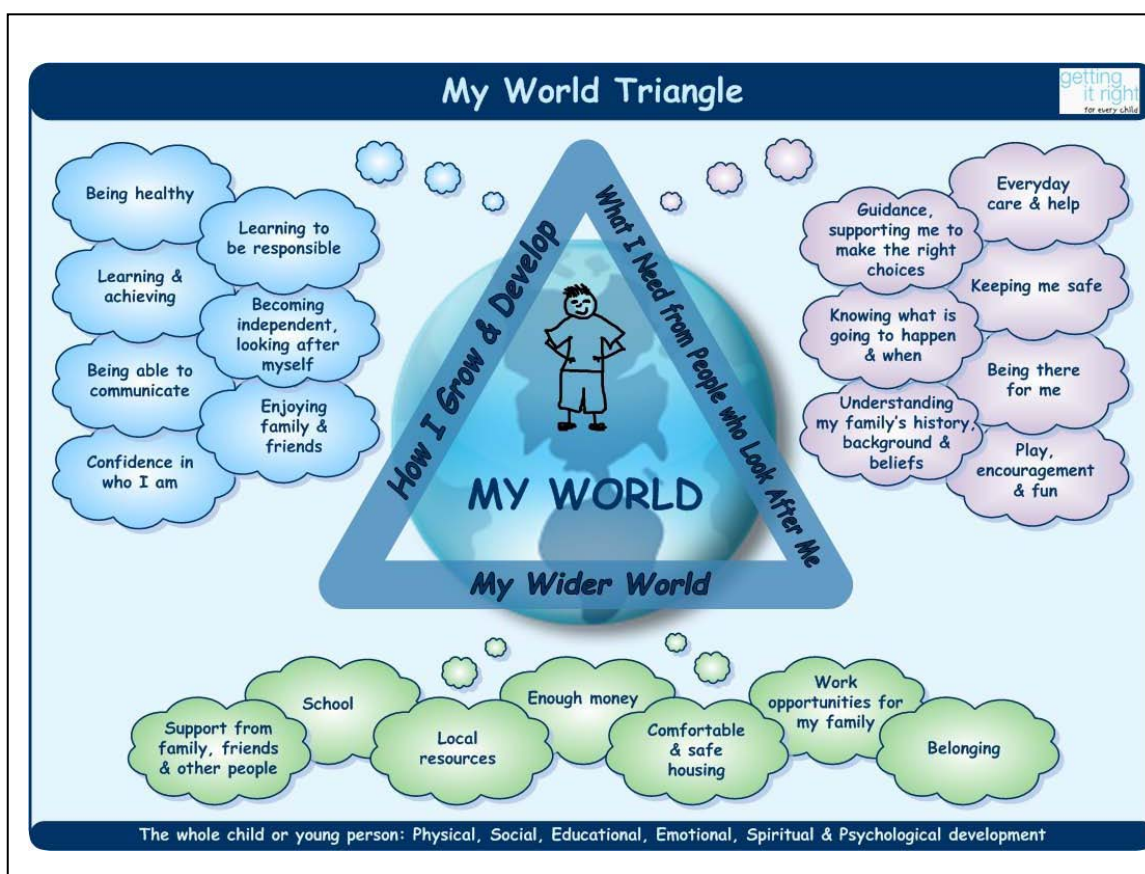 My World Triangle
getting
it right
for every child
Being healthy
Learning to
be responsible
Learning &
achieving
Becoming
independent,
looking after
myself
Being able to
communicate
Enjoying
family &
friends
Confidence in
who I am
How I Grow & Develop
What I Need from People who Look After Me
MY WORLD
My Wider World
Everyday
care & help
Guidance,
supporting me to
make the right
choices
Keeping me safe
Knowing what is
going to happen
& when
Being there
for me
Understanding
my family's history,
background &
beliefs
Play,
encouragement
& fun
Support from
family, friends
& other people
School
Local
resources
Enough money
Comfortable
& safe
housing
Work
opportunities for
my family
Belonging
The whole child or young person: Physical, Social, Educational, Emotional, Spiritual & Psychological development